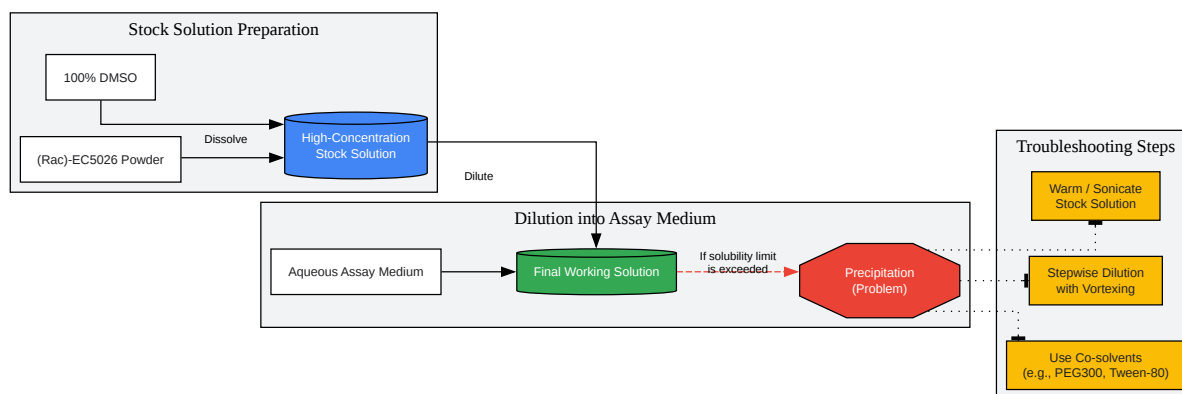 Stock Solution Preparation
100% DMSO
Dissolve
(Rac)-EC5026 Powder
High-Concentration
Stock Solution
Dilute
Dilution into Assay Medium
Aqueous Assay Medium
Final Working Solution
If solubility limit
is exceeded
Precipitation
(Problem)
Troubleshooting Steps
Warm / Sonicate
Stock Solution
Stepwise Dilution
with Vortexing
Use Co-solvents
(e.g., PEG300, Tween-80)